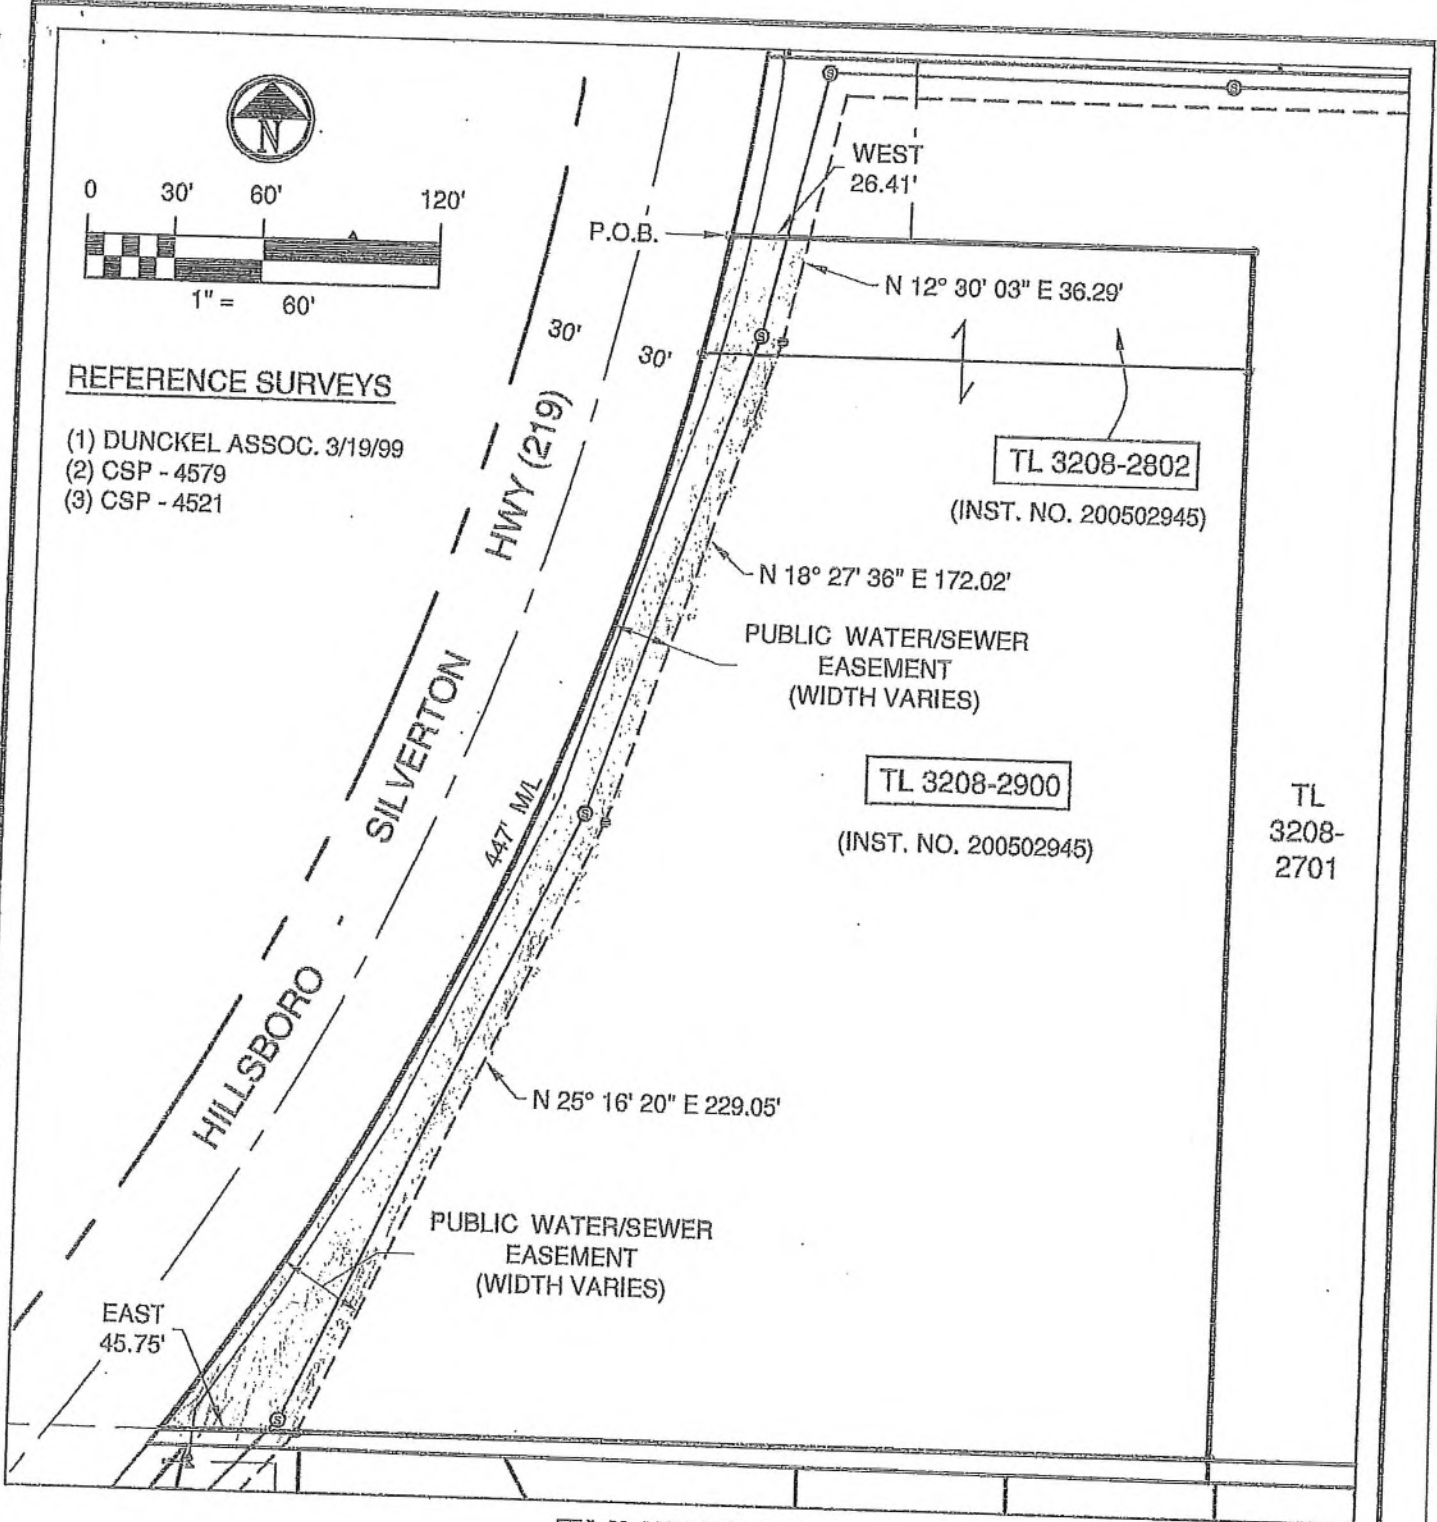 N
0 30' 60' 120'
1" = 60'
REFERENCE SURVEYS
(1) DUNCKEL ASSOC. 3/19/99
(2) CSP - 4579
(3) CSP - 4521
WEST
26.41'
P.O.B.
N 12° 30' 03" E 36.29'
30'
30'
HILLSBORO SILVERTON HWY (219)
TL 3208-2802
(INST. NO. 200502945)
N 18° 27' 36" E 172.02'
PUBLIC WATER/SEWER
EASEMENT
(WIDTH VARIES)
TL 3208-2900
(INST. NO. 200502945)
TL
3208-
2701
447' M/L
N 25° 16' 20" E 229.05'
PUBLIC WATER/SEWER
EASEMENT
(WIDTH VARIES)
EAST
45.75'
S
S
S
S
S